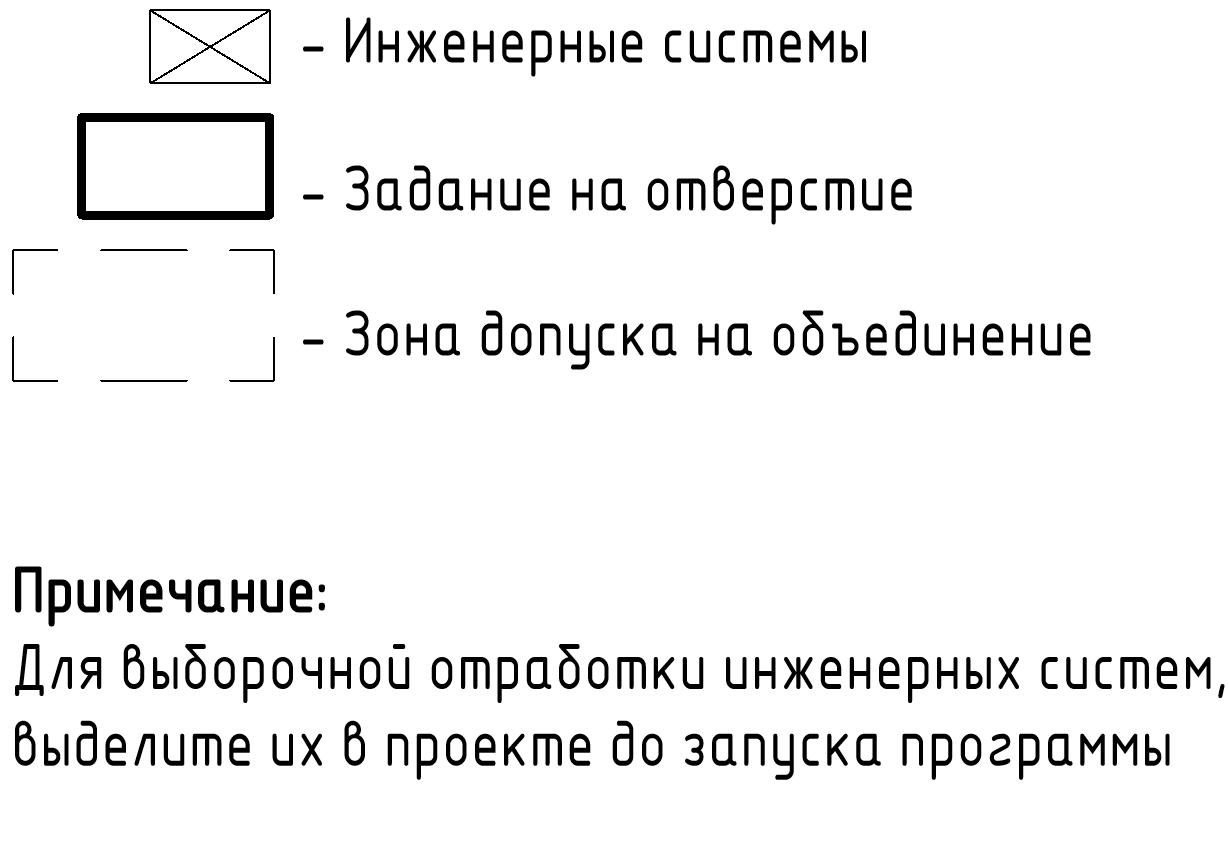 – Инженерные системы
– Задание на отверстие
– Зона допуска на объединение
Примечание:
Для выборочной отработки инженерных систем,
выделите их в проекте до запуска программы